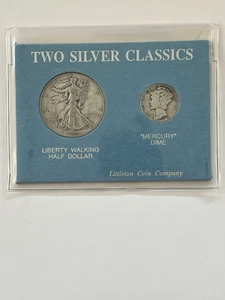 TWO SILVER CLASSICS
LIBERTY WALKING
HALF DOLLAR
"MERCURY"
DIME
Littleton Coin Company